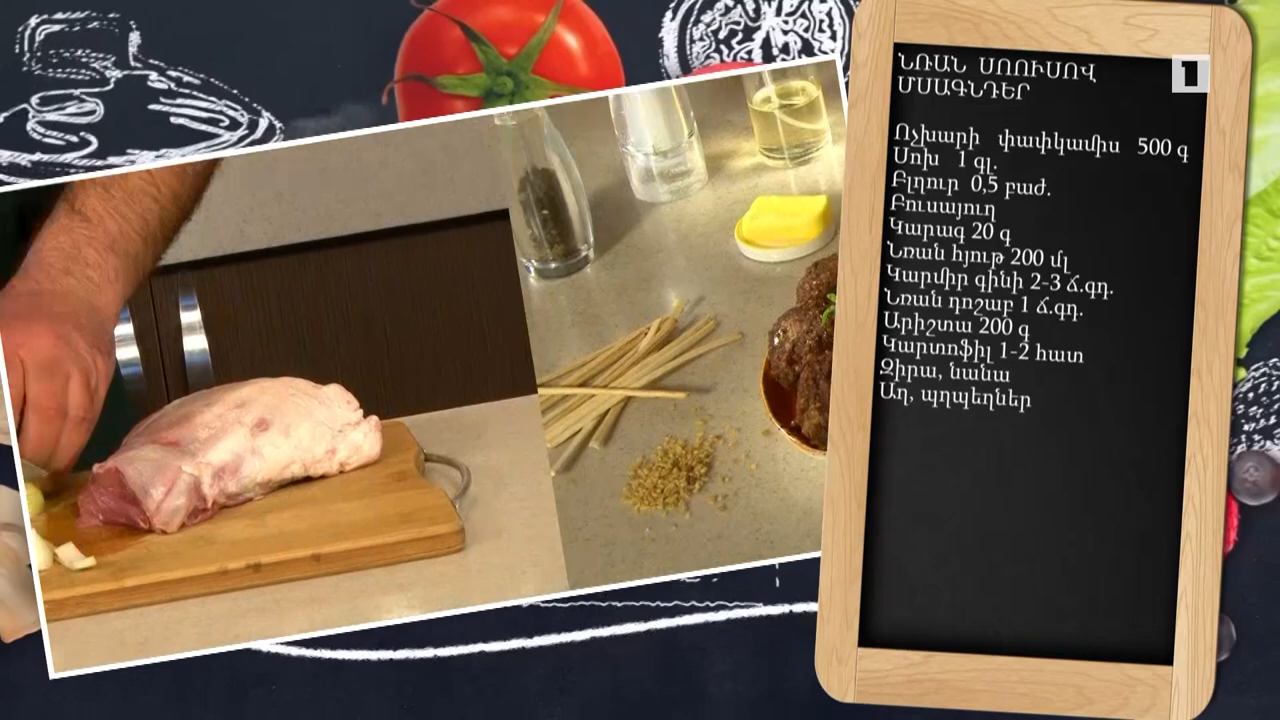 ՆՌԱՆ ՍՈՈՒՍՈՎ
ՄՍԱԳՆԴԵՐ
Ոչխարի փափկամիս 500 գ
Սոխ 1 գլ.
Բլղուր 0,5 բաժ.
Բուսայուղ
Կարագ 20 գ
Նռան հյութ 200 մլ
Կարմիր գինի 2-3 ճ.գդ.
Նռան դոշաբ 1 ճ.գդ.
Արիշտա 200 գ
Կարտոֆիլ 1-2 հատ
Չիրա, նանա
Աղ, պղպեղներ
1